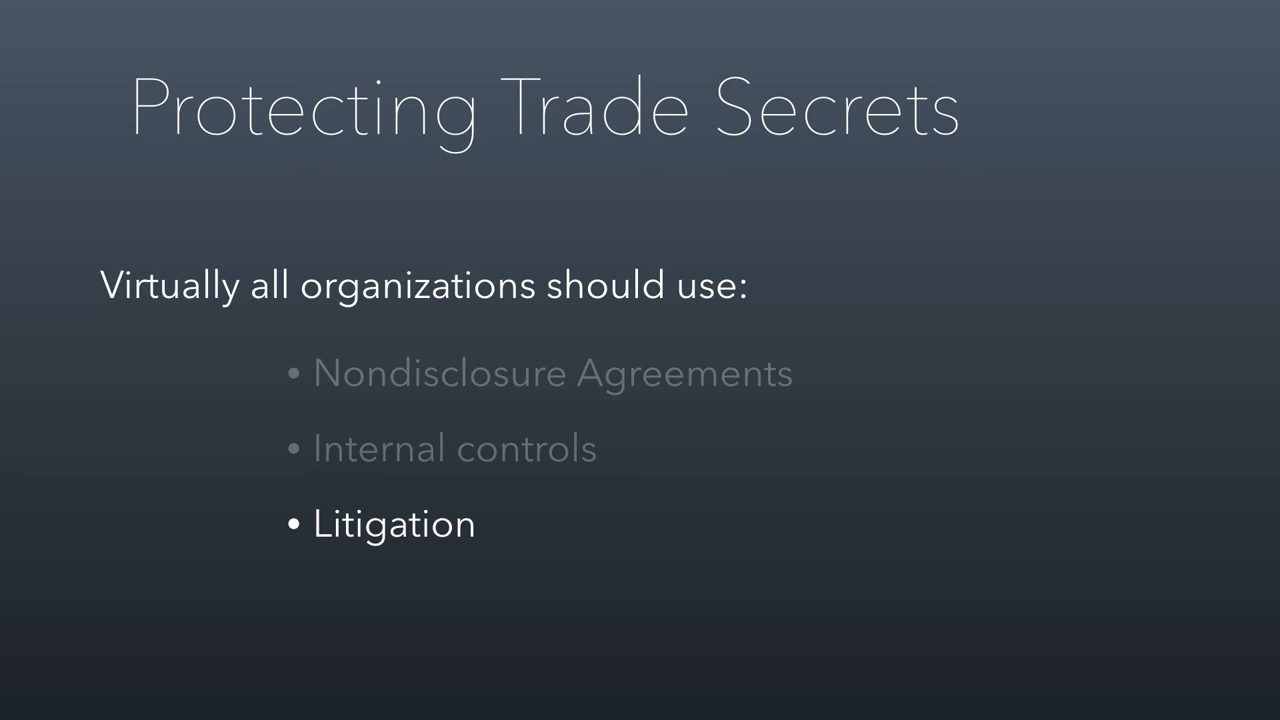 Protecting Trade Secrets
Virtually all organizations should use:
• Nondisclosure Agreements
• Internal controls
• Litigation